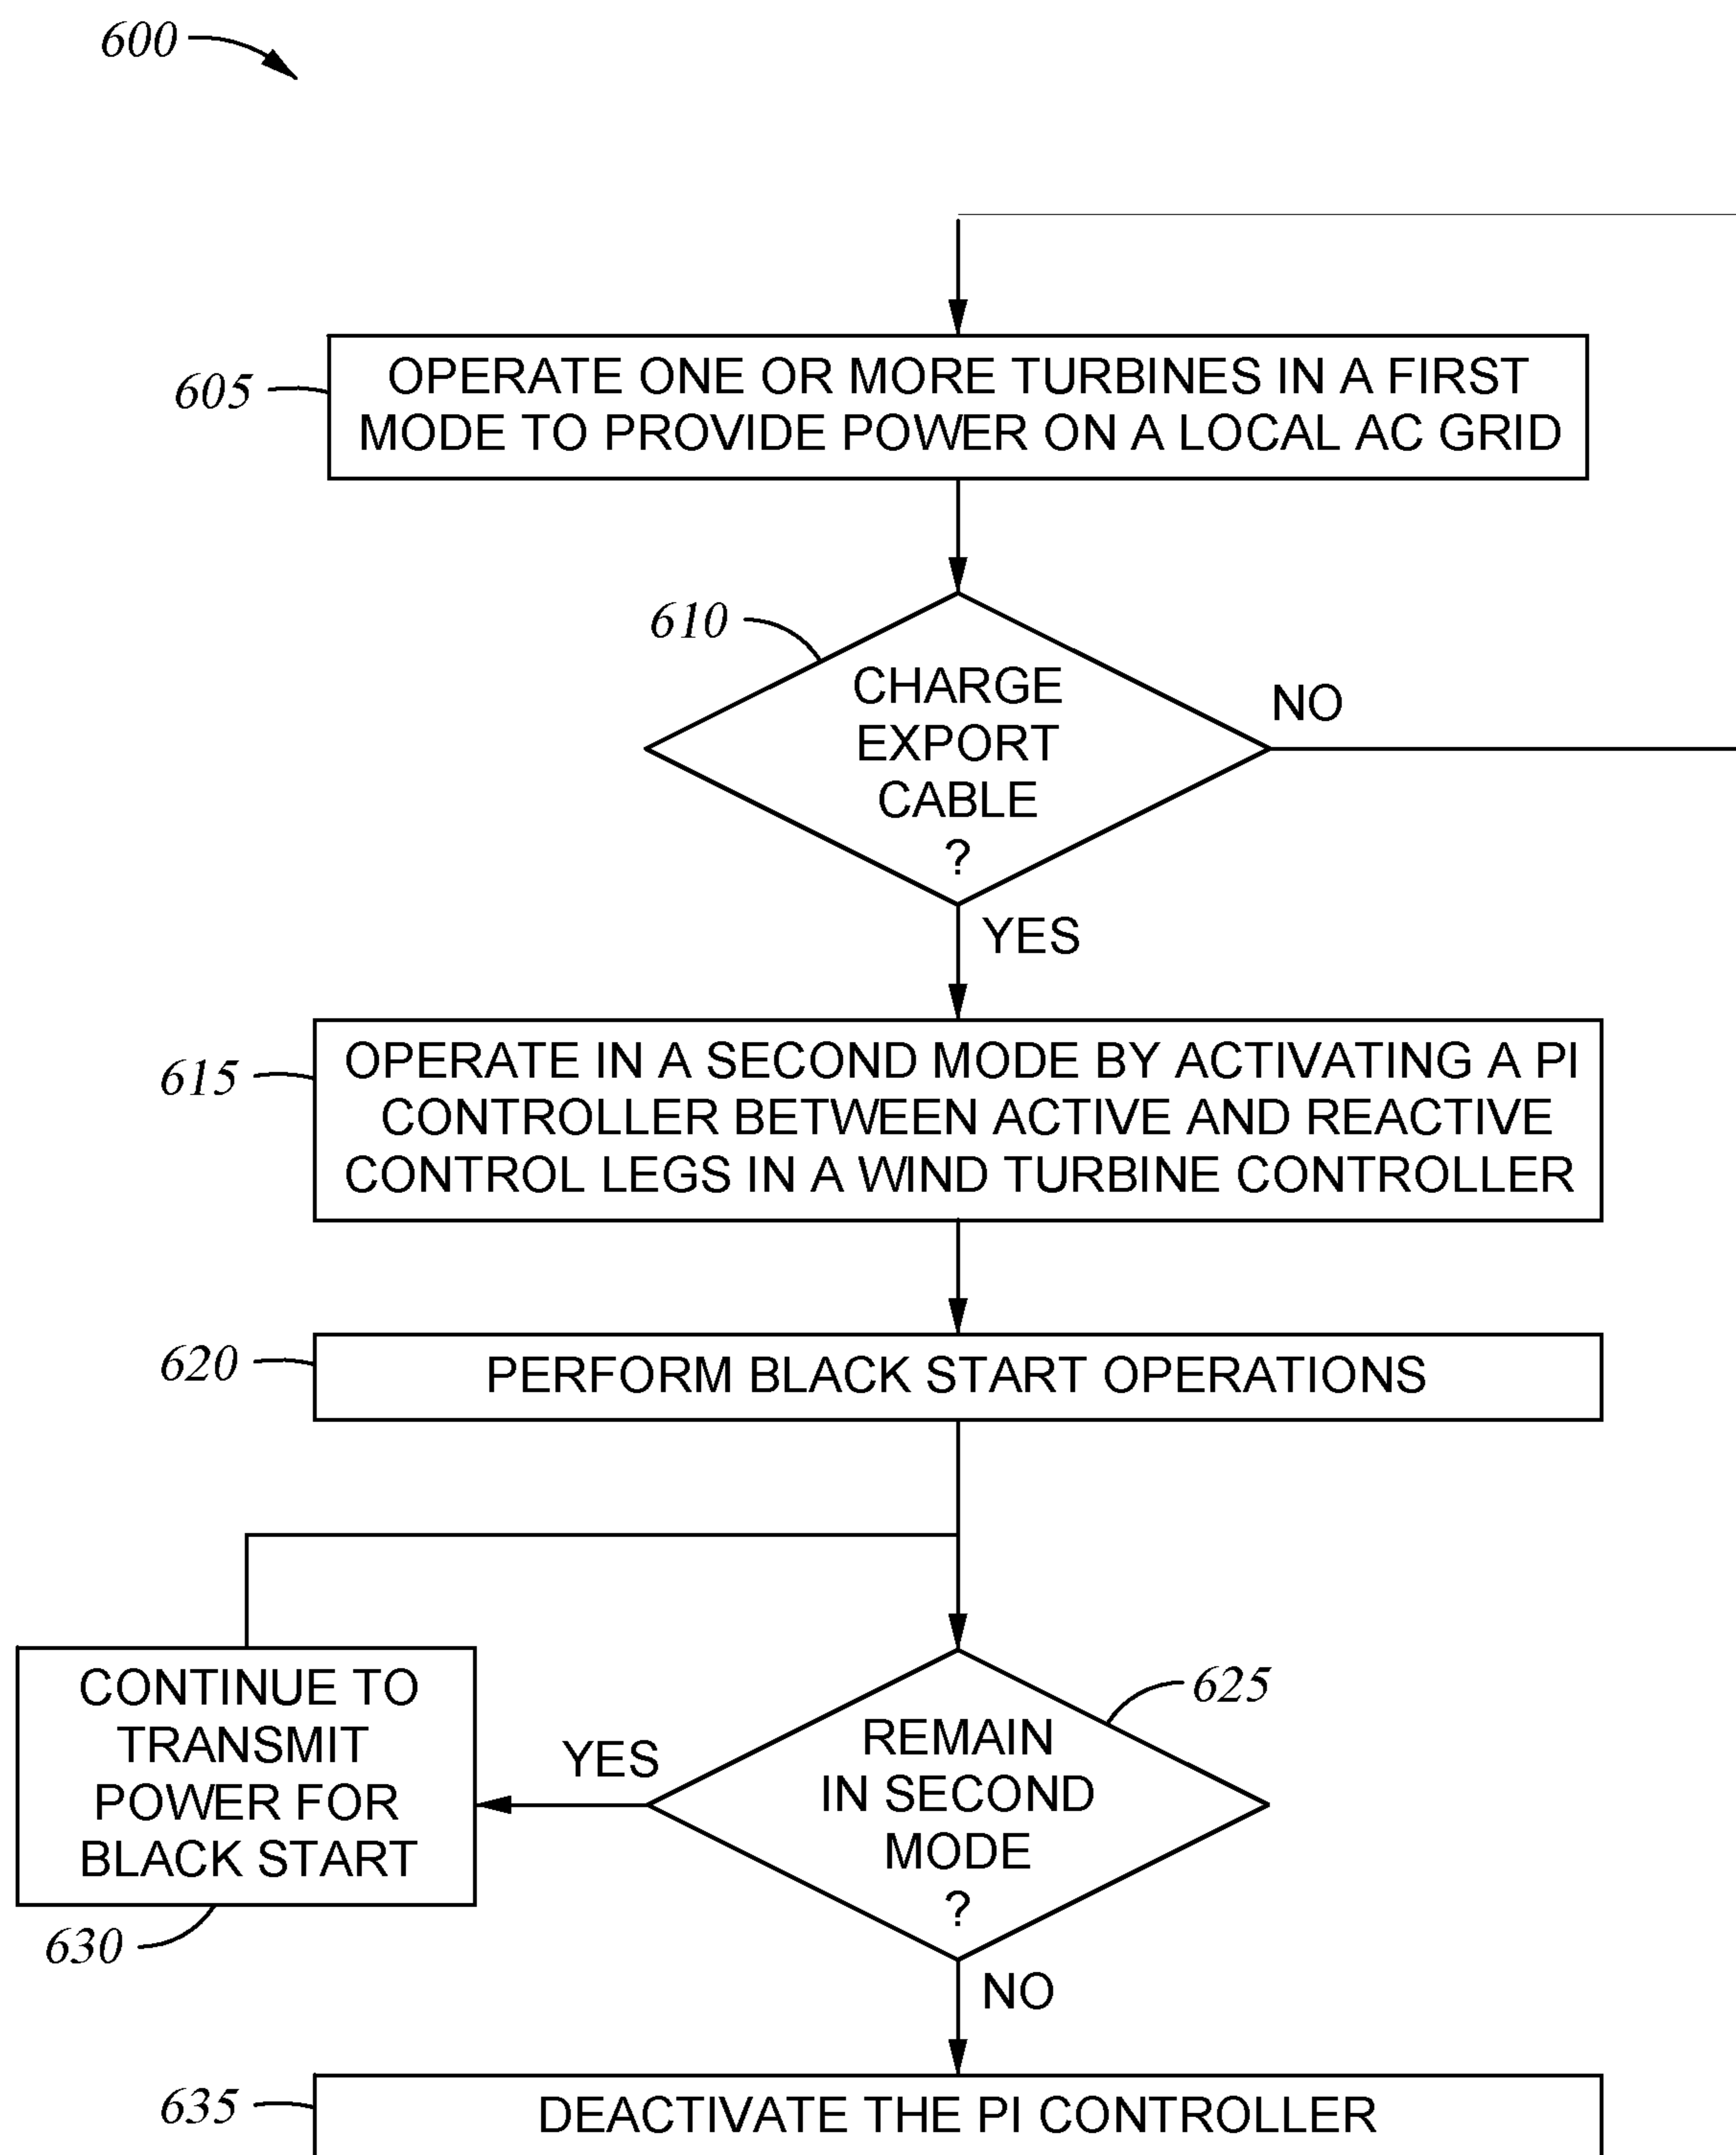 600
605
OPERATE ONE OR MORE TURBINES IN A FIRST
MODE TO PROVIDE POWER ON A LOCAL AC GRID
610
CHARGE
EXPORT
CABLE
?
NO
YES
615
OPERATE IN A SECOND MODE BY ACTIVATING A PI
CONTROLLER BETWEEN ACTIVE AND REACTIVE
CONTROL LEGS IN A WIND TURBINE CONTROLLER
620
PERFORM BLACK START OPERATIONS
625
REMAIN
IN SECOND
MODE
?
YES
CONTINUE TO
TRANSMIT
POWER FOR
BLACK START
630
NO
635
DEACTIVATE THE PI CONTROLLER